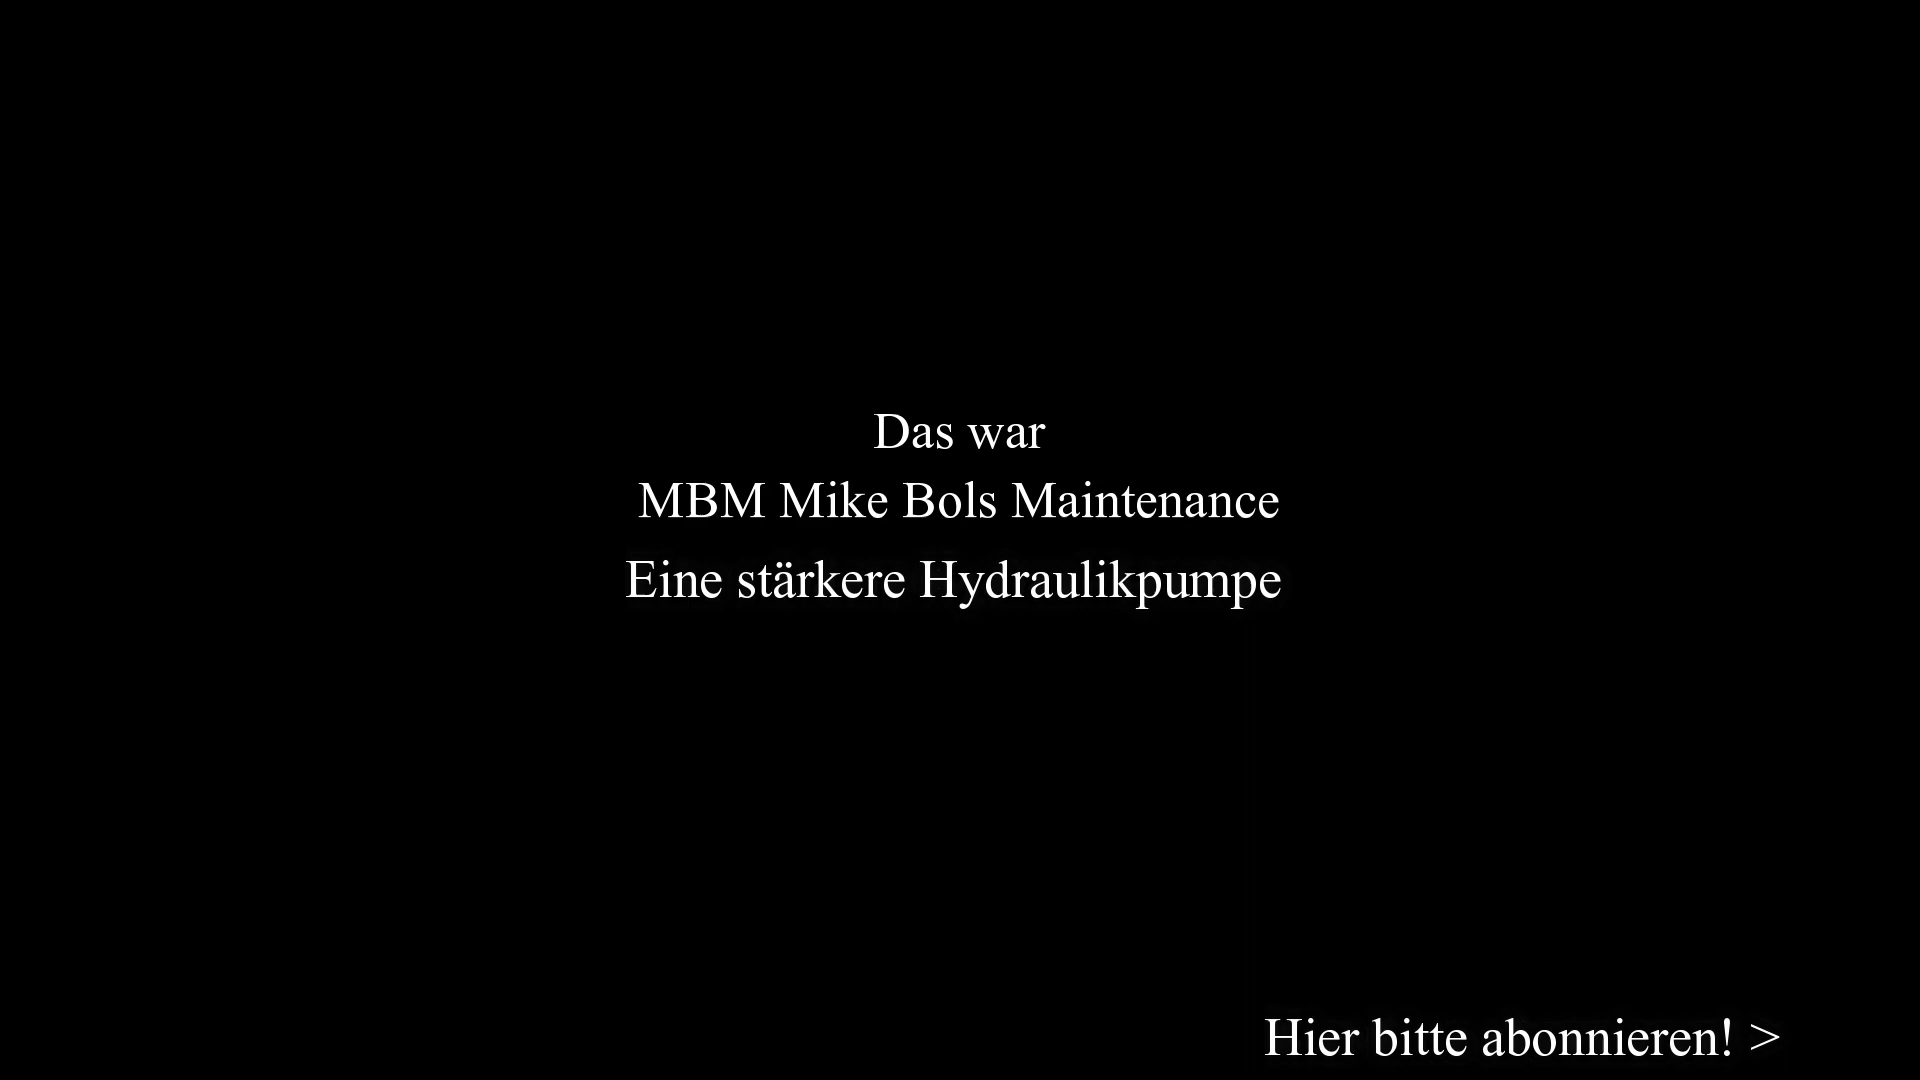 Das war
MBM Mike Bols Maintenance
Eine stärkere Hydraulikpumpe
Hier bitte abonnieren! >